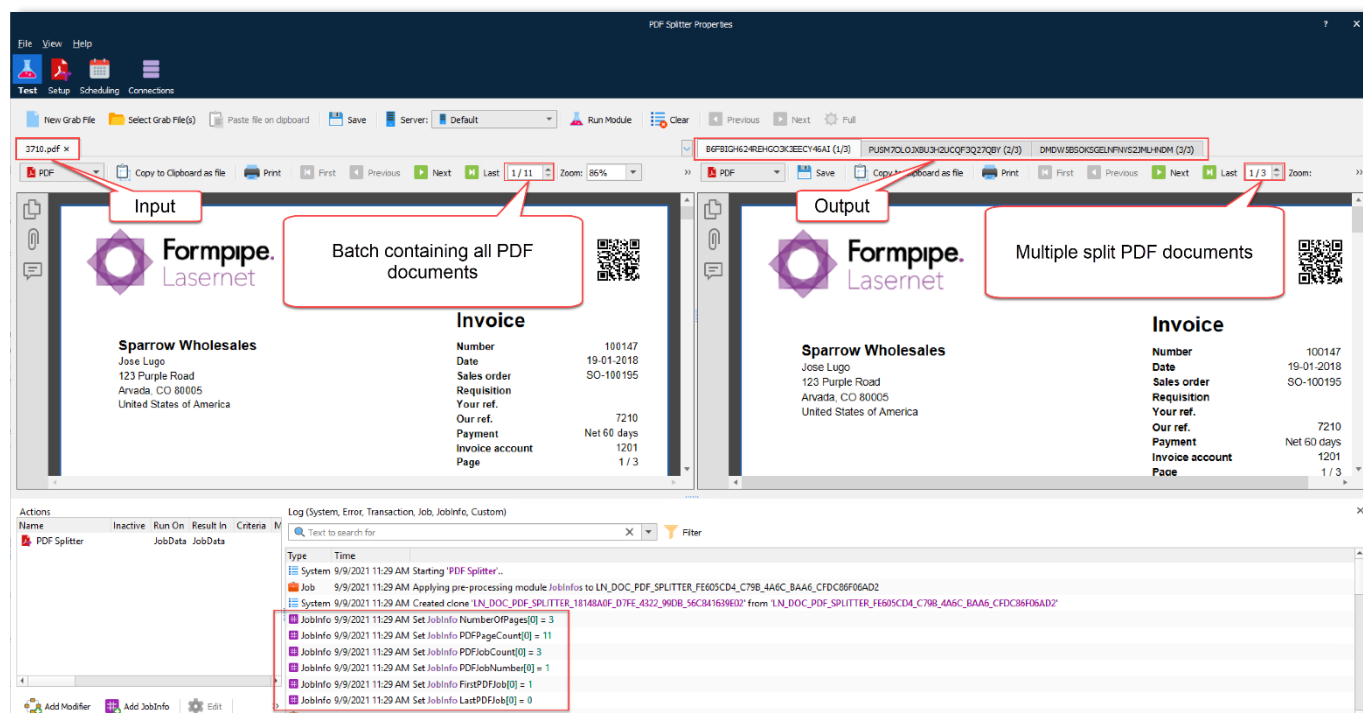 PDF Splitter Properties ? X
File View Help
Test Setup Scheduling Connections
New Grab File Select Grab File(s) Paste file on clipboard Save Server: Default Run Module Clear Previous Next Full
3710.pdf ×
B6FBIGH624REHGO3K3EECY46AI (1/3) PUSM7OLOJXBU3H2UCQF3Q27QBY (2/3) DMDWSBSOKSGELNFNVS2JMLHNDM (3/3)
PDF Copy to Clipboard as file Print First Previous Next Last 1 / 11 Zoom: 86% »
PDF Save Copy to Clipboard as file Print First Previous Next Last 1 / 3 Zoom: »
Input
Batch containing all PDF
documents
Formpipe.
Lasernet
Invoice
Sparrow Wholesales
Jose Lugo
123 Purple Road
Arvada, CO 80005
United States of America
Number 100147
Date 19-01-2018
Sales order SO-100195
Requisition
Your ref.
Our ref. 7210
Payment Net 60 days
Invoice account 1201
Page 1 / 3
Output
Multiple split PDF documents
Formpipe.
Lasernet
Invoice
Sparrow Wholesales
Jose Lugo
123 Purple Road
Arvada, CO 80005
United States of America
Number 100147
Date 19-01-2018
Sales order SO-100195
Requisition
Your ref.
Our ref. 7210
Payment Net 60 days
Invoice account 1201
Page 1 / 3
Actions
Name Inactive Run On Result In Criteria M
PDF Splitter JobData JobData
Add Modifier Add JobInfo Edit »
Log (System, Error, Transaction, Job, JobInfo, Custom)
Text to search for Filter
Type Time
System 9/9/2021 11:29 AM Starting 'PDF Splitter'..
Job 9/9/2021 11:29 AM Applying pre-processing module JobInfos to LN_DOC_PDF_SPLITTER_FE605CD4_C79B_4A6C_BAA6_CFDC86F06AD2
System 9/9/2021 11:29 AM Created clone 'LN_DOC_PDF_SPLITTER_18148A0F_D7FE_4322_99DB_56C841639E02' from 'LN_DOC_PDF_SPLITTER_FE605CD4_C79B_4A6C_BAA6_CFDC86F06AD2'
JobInfo 9/9/2021 11:29 AM Set JobInfo NumberOfPages[0] = 3
JobInfo 9/9/2021 11:29 AM Set JobInfo PDFPageCount[0] = 11
JobInfo 9/9/2021 11:29 AM Set JobInfo PDFJobCount[0] = 3
JobInfo 9/9/2021 11:29 AM Set JobInfo PDFJobNumber[0] = 1
JobInfo 9/9/2021 11:29 AM Set JobInfo FirstPDFJob[0] = 1
JobInfo 9/9/2021 11:29 AM Set JobInfo LastPDFJob[0] = 0